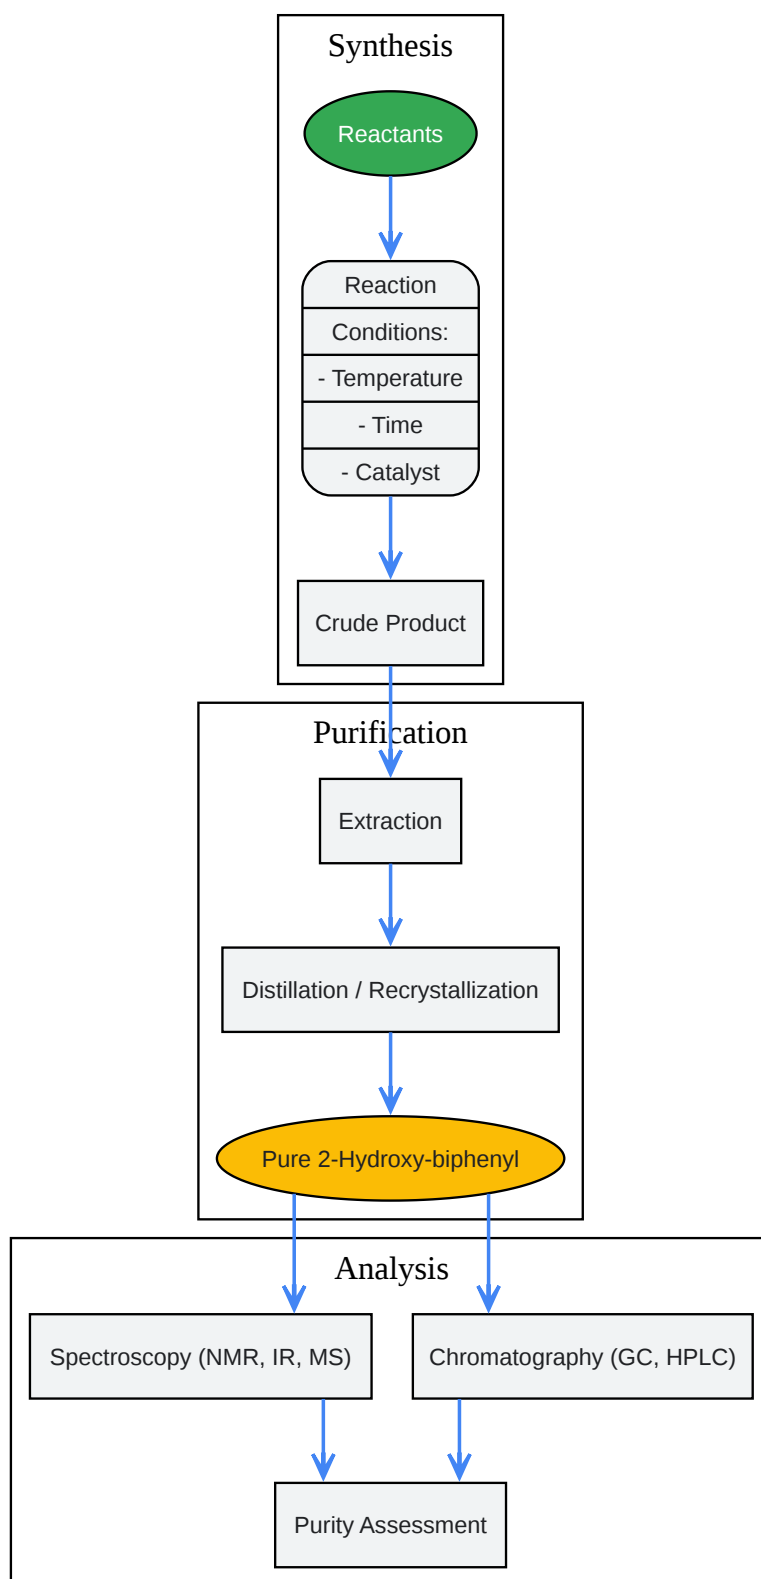 Synthesis
Reactants
Reaction
Conditions:
- Temperature
- Time
- Catalyst
Crude Product
Purification
Extraction
Distillation / Recrystallization
Pure 2-Hydroxy-biphenyl
Analysis
Spectroscopy (NMR, IR, MS)
Chromatography (GC, HPLC)
Purity Assessment